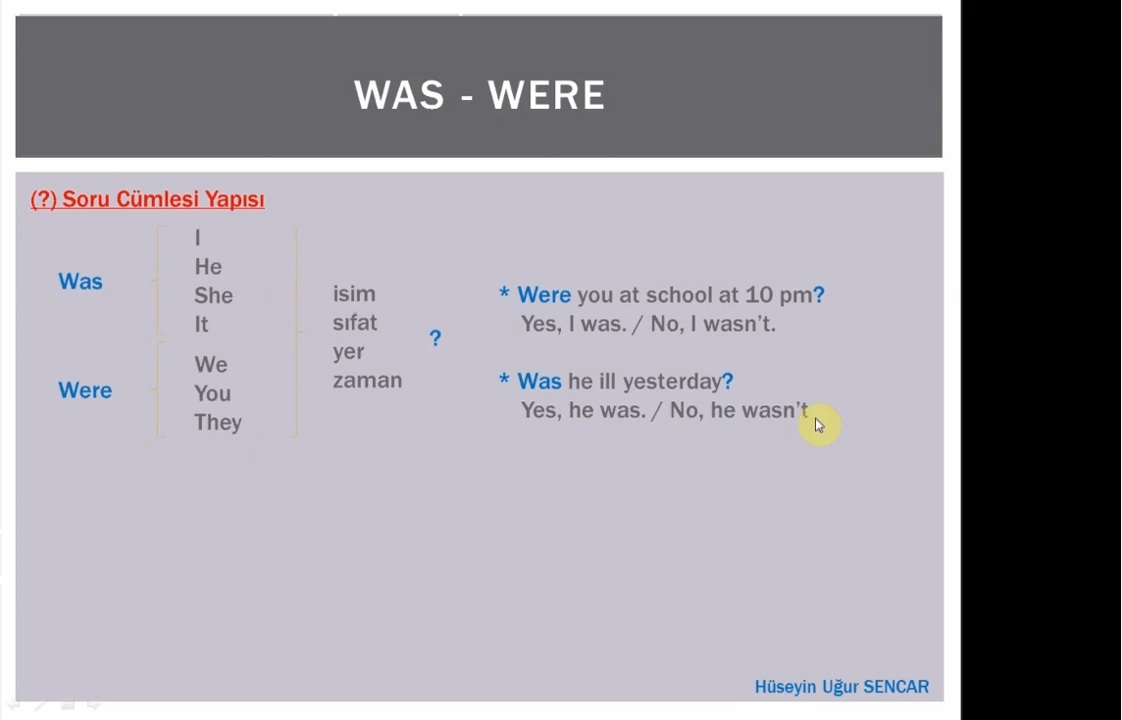 WAS - WERE
(?) Soru Cümlesi Yapısı
Was
I
He
She
It
Were
We
You
They
isim
sıfat
yer
zaman
?
* Were you at school at 10 pm?
Yes, I was. / No, I wasn't.
* Was he ill yesterday?
Yes, he was. / No, he wasn't
Hüseyin Uğur SENCAR